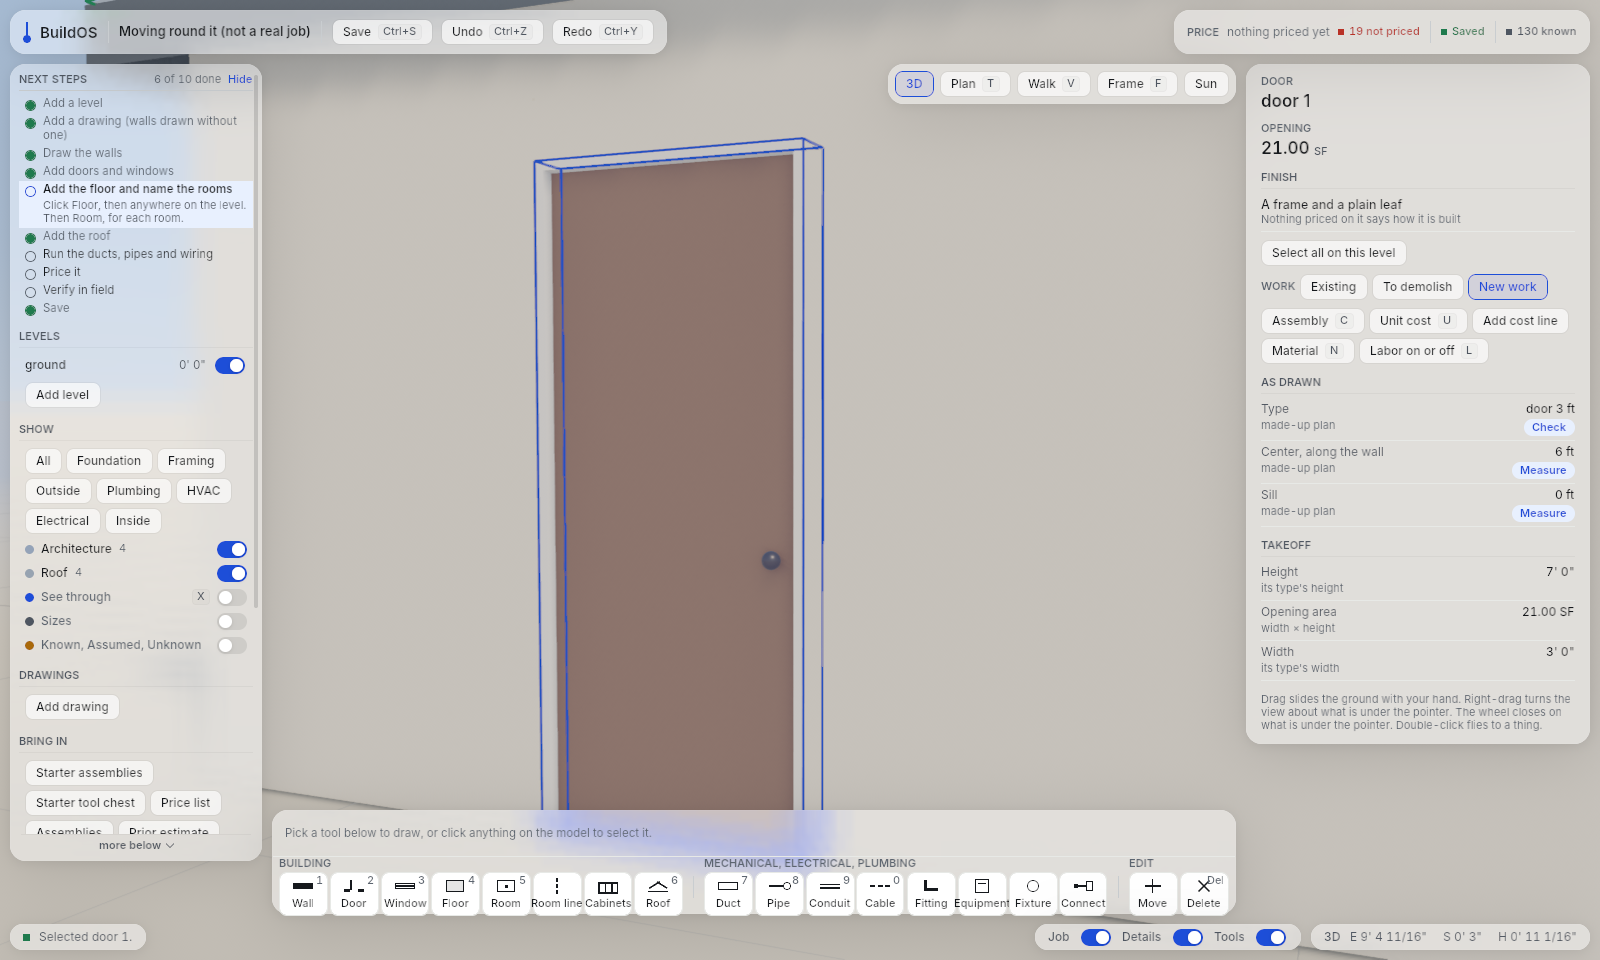 BuildOS
Moving round it (not a real job)
Save Ctrl+S
Undo Ctrl+Z
Redo Ctrl+Y
PRICE nothing priced yet 19 not priced Saved 130 known
NEXT STEPS 6 of 10 done Hide
Add a level
Add a drawing (walls drawn without
one)
Draw the walls
Add doors and windows
Add the floor and name the rooms
Click Floor, then anywhere on the level.
Then Room, for each room.
Add the roof
Run the ducts, pipes and wiring
Price it
Verify in field
Save
LEVELS
ground 0' 0"
Add level
SHOW
All Foundation Framing
Outside Plumbing HVAC
Electrical Inside
Architecture 4
Roof 4
See through X
Sizes
Known, Assumed, Unknown
DRAWINGS
Add drawing
BRING IN
Starter assemblies
Starter tool chest Price list
Assemblies Prior estimate
more below
3D Plan T Walk V Frame F Sun
DOOR
door 1
OPENING
21.00 SF
FINISH
A frame and a plain leaf
Nothing priced on it says how it is built
Select all on this level
WORK Existing To demolish New work
Assembly C Unit cost U Add cost line
Material N Labor on or off L
AS DRAWN
Type door 3 ft
made-up plan Check
Center, along the wall 6 ft
made-up plan Measure
Sill 0 ft
made-up plan Measure
TAKEOFF
Height 7' 0"
its type's height
Opening area 21.00 SF
width × height
Width 3' 0"
its type's width
Drag slides the ground with your hand. Right-drag turns the
view about what is under the pointer. The wheel closes on
what is under the pointer. Double-click flies to a thing.
Pick a tool below to draw, or click anything on the model to select it.
BUILDING
Wall 1
Door 2
Window 3
Floor 4
Room 5
Room line
Cabinets
Roof 6
MECHANICAL, ELECTRICAL, PLUMBING
Duct 7
Pipe 8
Conduit 9
Cable 0
Fitting
Equipment
Fixture
Connect
EDIT
Move
Delete Del
Selected door 1.
Job Details Tools
3D E 9' 4 11/16" S 0' 3" H 0' 11 1/16"